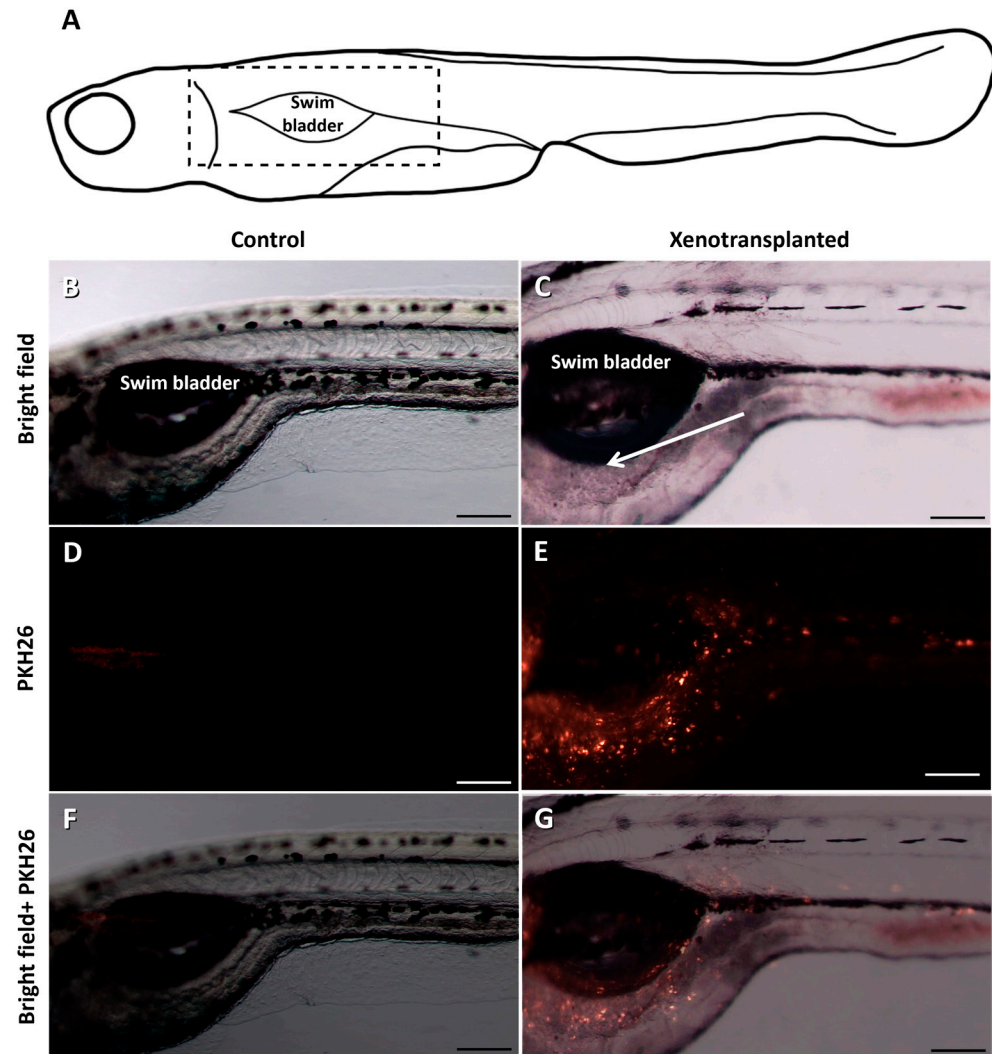 A
Swim
bladder
Control
Xenotransplanted
Bright field
B
Swim bladder
C
Swim bladder
PKH26
D
E
Bright field+ PKH26
F
G